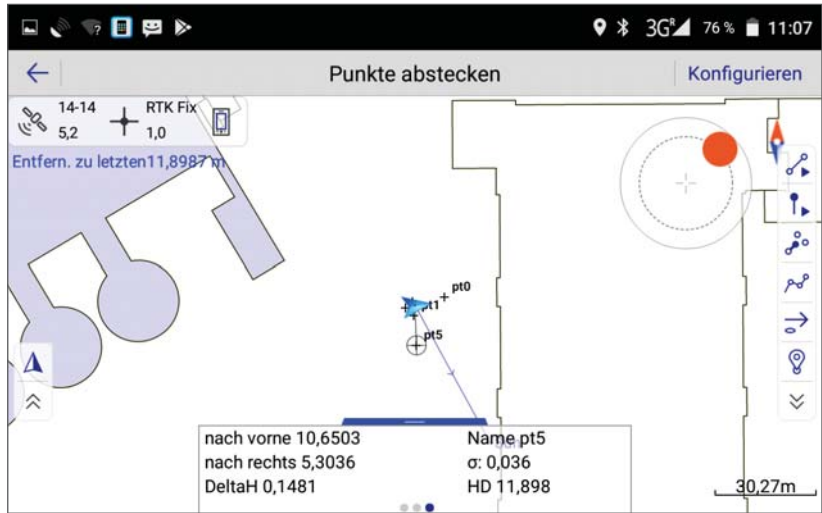 3G R 76 % 11:07
Punkte abstecken Konfigurieren
14-14 RTK Fix
5,2 1,0
Entfern. zu letzten11,8987 m
pt0
pt1
pt5
nach vorne 10,6503 Name pt5
nach rechts 5,3036 σ: 0,036
DeltaH 0,1481 HD 11,898
30,27m